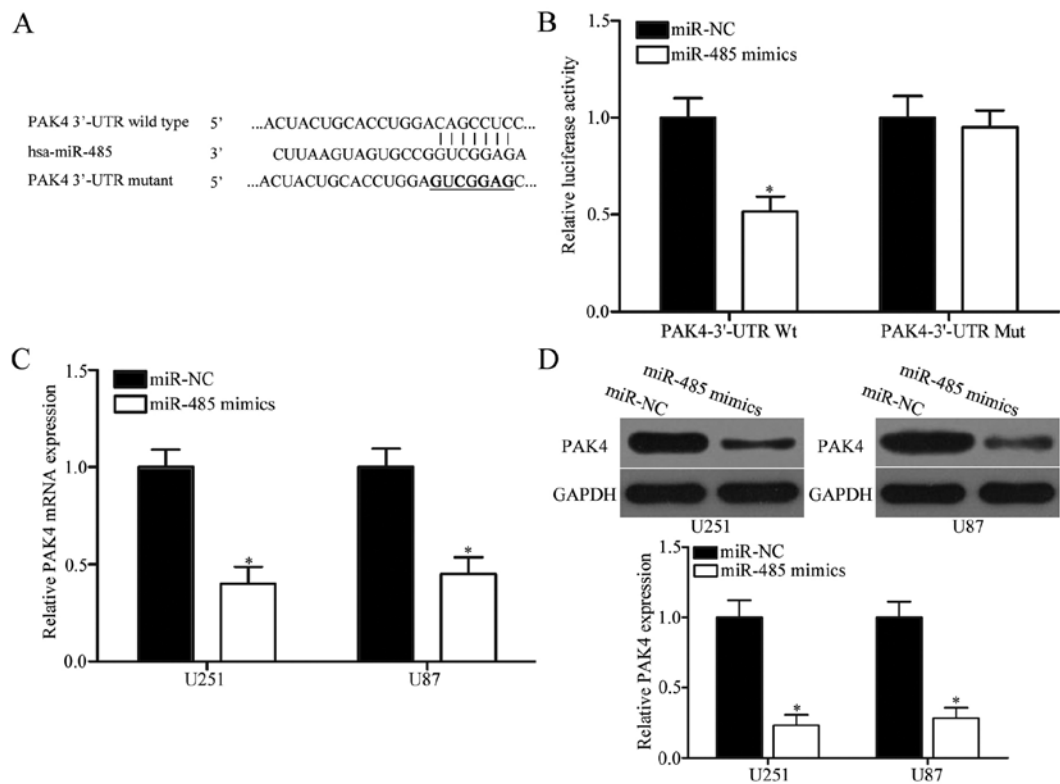 A
PAK4 3'-UTR wild type 5' ...ACUACUGCACCUGGACAGCCUCC...
hsa-miR-485 3' CUUAAGUAGUGCCGGUCGGAGA
PAK4 3'-UTR mutant 5' ...ACUACUGCACCUGGAGUCGGAGC...
B
Relative luciferase activity
1.5
1.0
0.5
0.0
miR-NC
miR-485 mimics
*
PAK4-3'-UTR Wt
PAK4-3'-UTR Mut
C
Relative PAK4 mRNA expression
1.5
1.0
0.5
0.0
miR-NC
miR-485 mimics
*
*
U251
U87
D
miR-NC
miR-485 mimics
miR-NC
miR-485 mimics
PAK4
PAK4
GAPDH
GAPDH
U251
U87
Relative PAK4 expression
1.5
1.0
0.5
0.0
miR-NC
miR-485 mimics
*
*
U251
U87